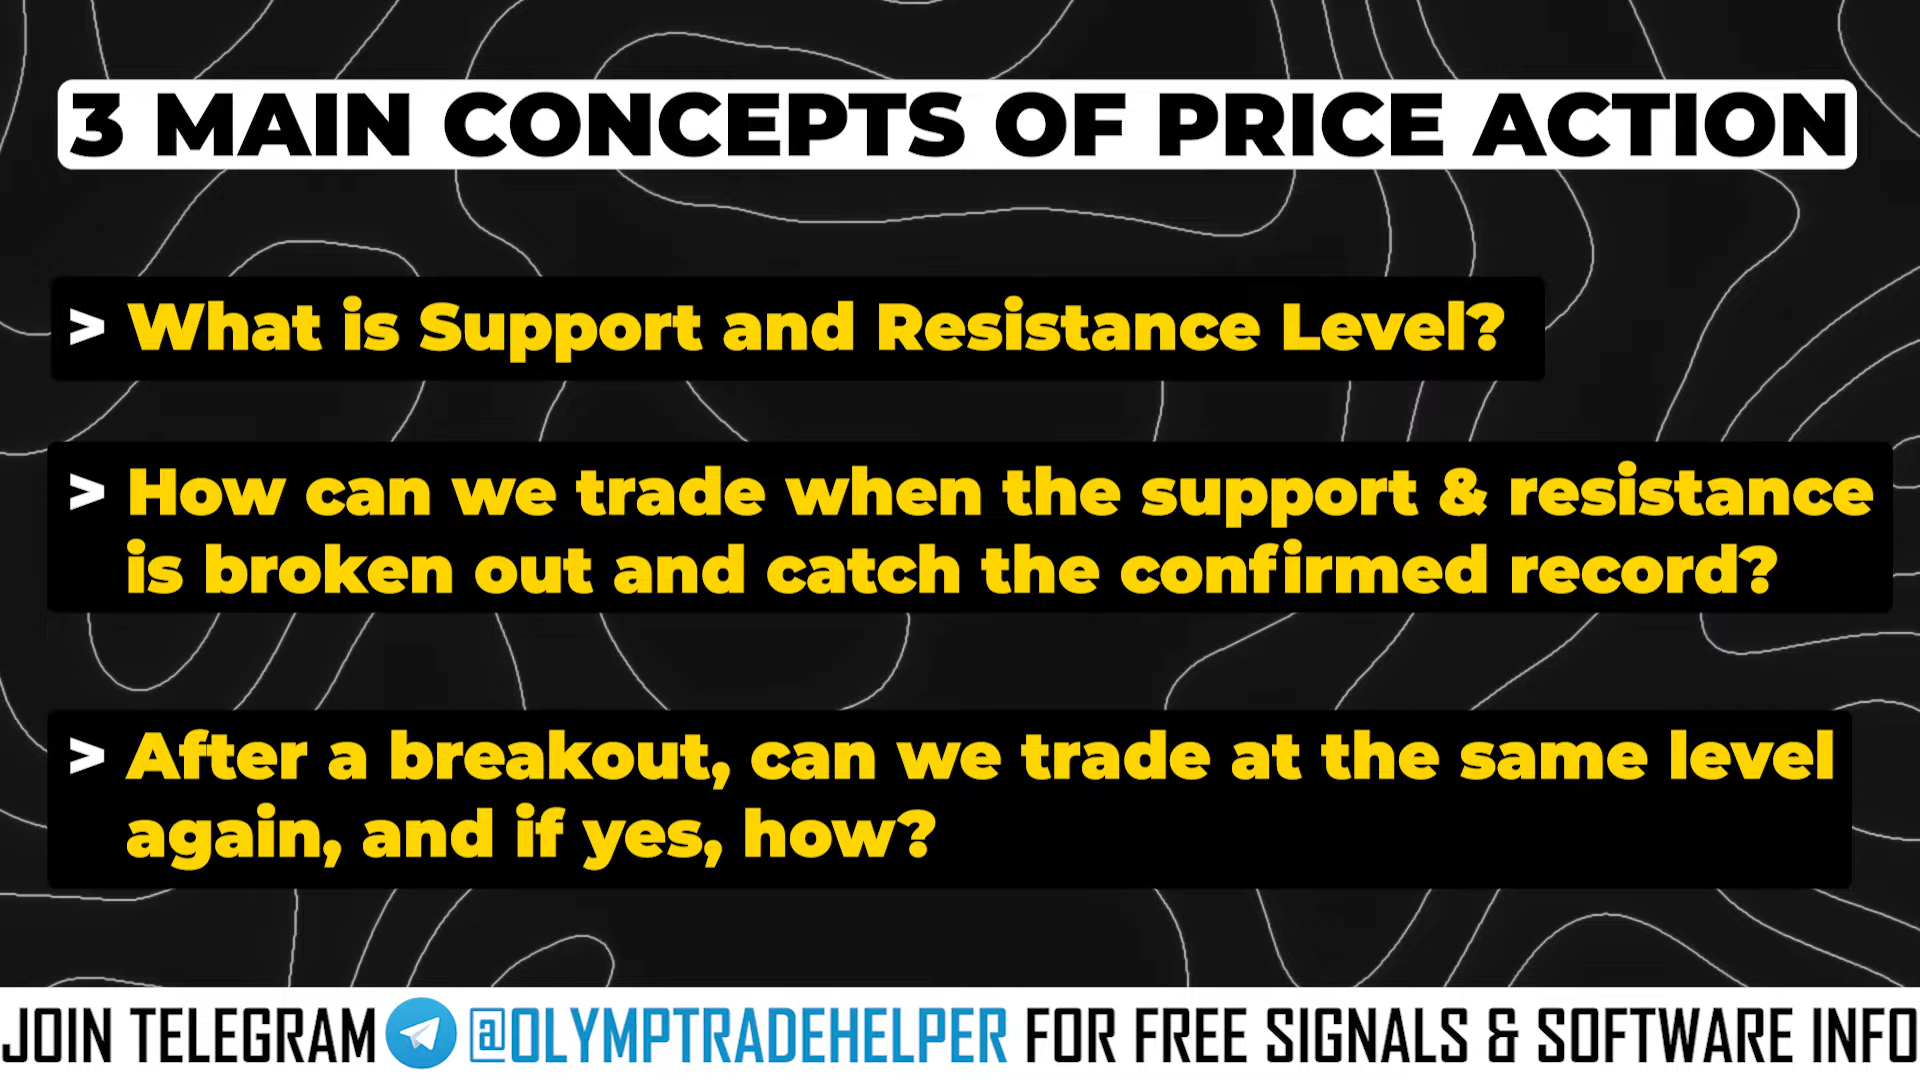 3 MAIN CONCEPTS OF PRICE ACTION
> What is Support and Resistance Level?
> How can we trade when the support & resistance
is broken out and catch the confirmed record?
> After a breakout, can we trade at the same level
again, and if yes, how?
JOIN TELEGRAM @OLYMPTRADEHELPER FOR FREE SIGNALS & SOFTWARE INFO